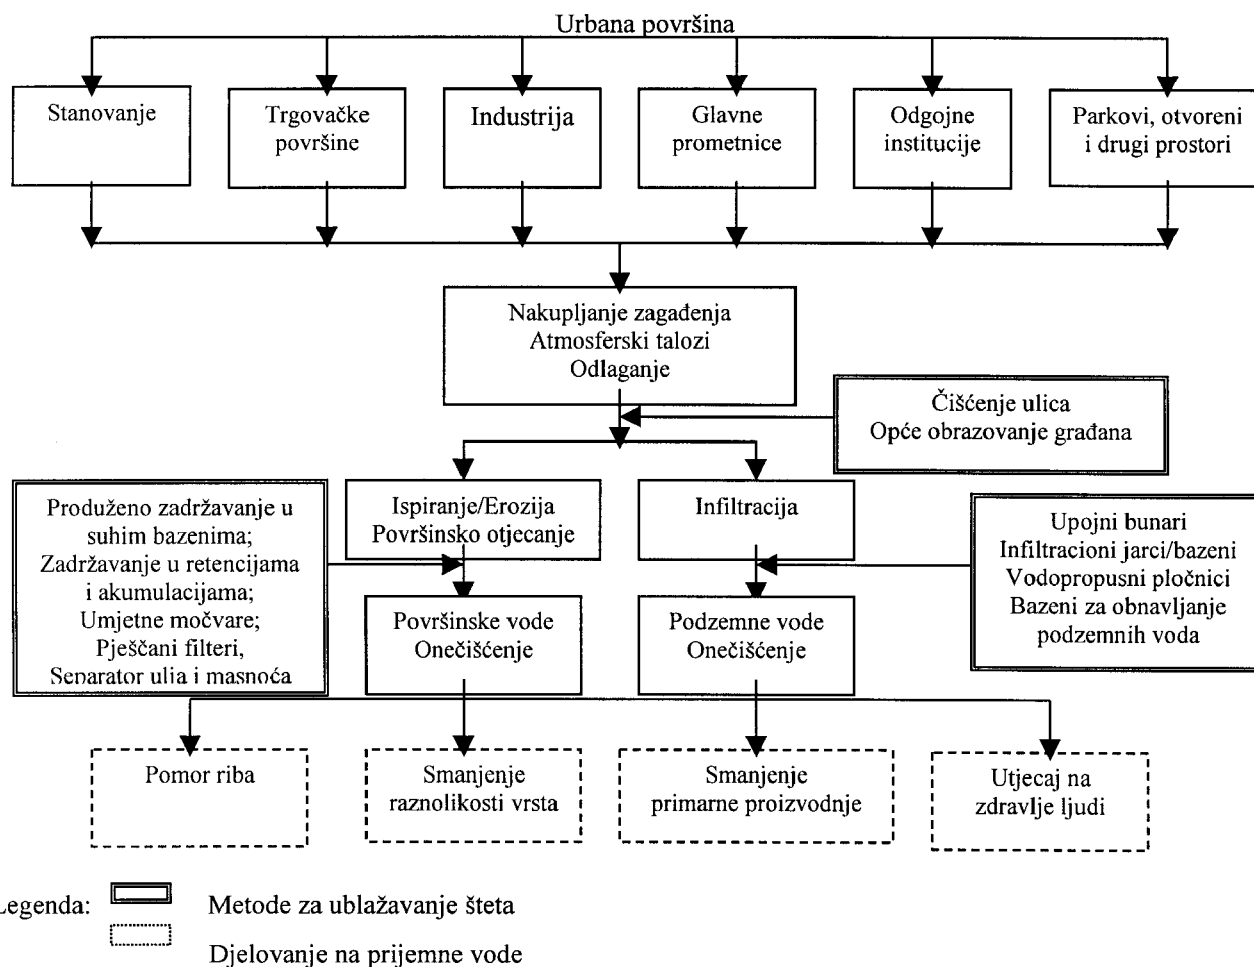 Urbana površina
Stanovanje
Trgovačke
površine
Industrija
Glavne
prometnice
Odgojne
institucije
Parkovi, otvoreni
i drugi prostori
Nakupljanje zagađenja
Atmosferski talozi
Odlaganje
Čišćenje ulica
Opće obrazovanje građana
Produženo zadržavanje u
suhim bazenima;
Zadržavanje u retencijama
i akumulacijama;
Umjetne močvare;
Pješčani filteri,
Separator ulja i masnoća
Ispiranje/Erozija
Površinsko otjecanje
Infiltracija
Upojni bunari
Infiltracioni jarci/bazeni
Vodopropusni pločnici
Bazeni za obnavljanje
podzemnih voda
Površinske vode
Onečišćenje
Podzemne vode
Onečišćenje
Pomor riba
Smanjenje
raznolikosti vrsta
Smanjenje
primarne proizvodnje
Utjecaj na
zdravlje ljudi
Legenda:
Metode za ublažavanje šteta
Djelovanje na prijemne vode